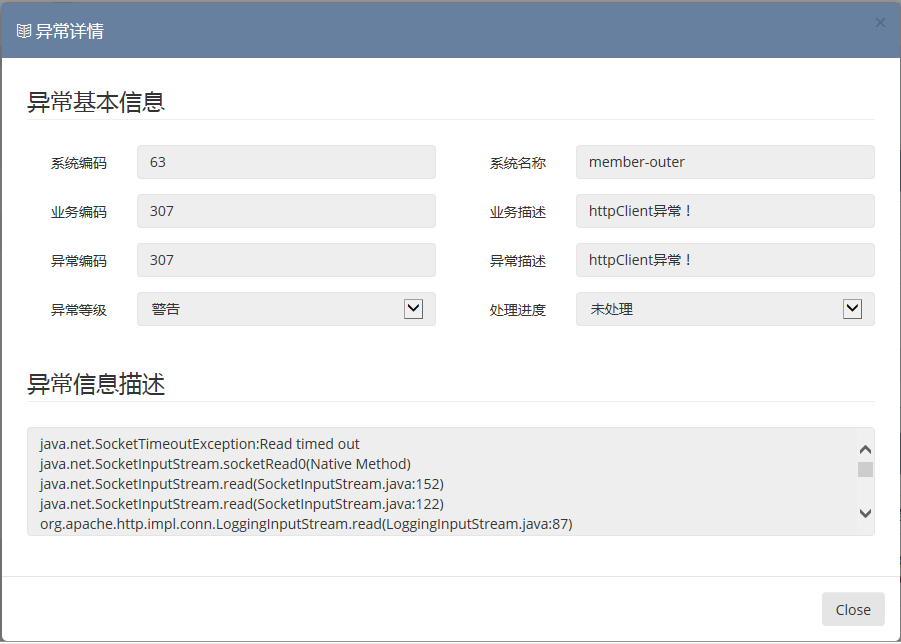 异常详情
×
异常基本信息
系统编码 63 系统名称 member-outer
业务编码 307 业务描述 httpClient异常！
异常编码 307 异常描述 httpClient异常！
异常等级 警告 处理进度 未处理
异常信息描述
java.net.SocketTimeoutException:Read timed out
java.net.SocketInputStream.socketRead0(Native Method)
java.net.SocketInputStream.read(SocketInputStream.java:152)
java.net.SocketInputStream.read(SocketInputStream.java:122)
org.apache.http.impl.conn.LoggingInputStream.read(LoggingInputStream.java:87)
Close